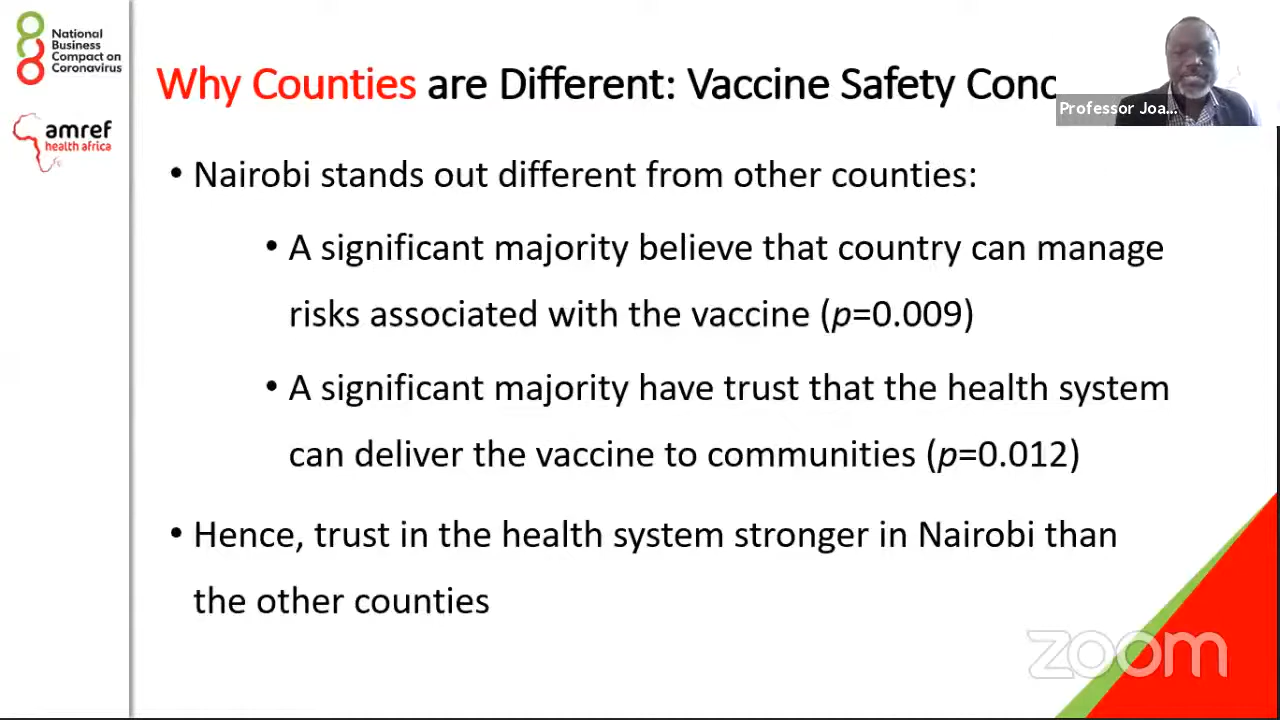 National
Business
Compact on
Coronavirus
amref
health africa
Why Counties are Different: Vaccine Safety Conc
Professor Joa...
• Nairobi stands out different from other counties:
• A significant majority believe that country can manage
risks associated with the vaccine (p=0.009)
• A significant majority have trust that the health system
can deliver the vaccine to communities (p=0.012)
• Hence, trust in the health system stronger in Nairobi than
the other counties
zoom